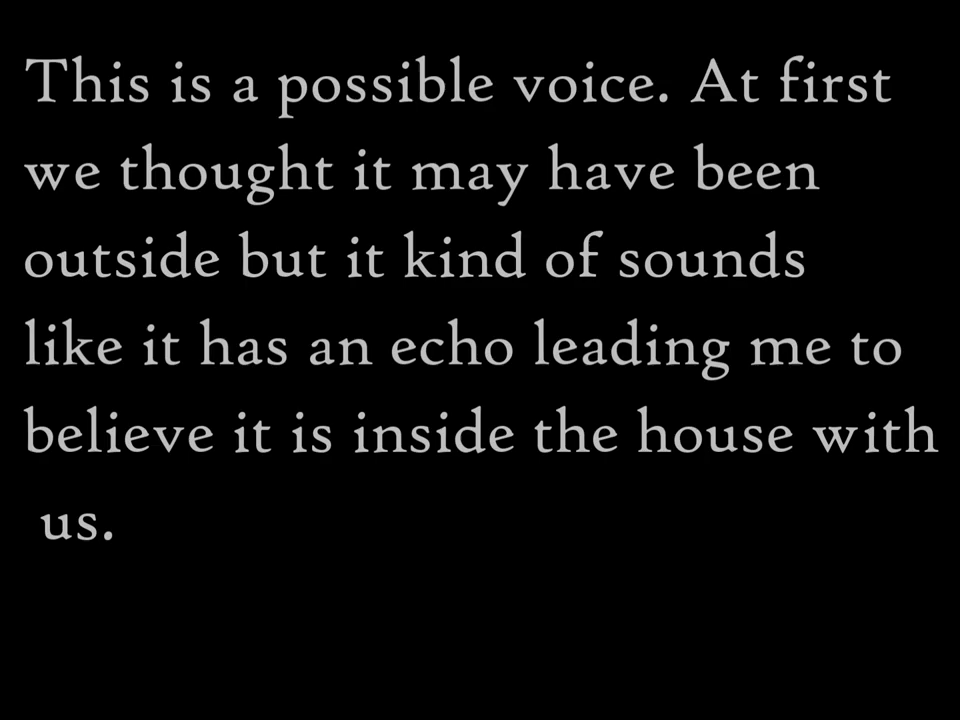 This is a possible voice. At first
we thought it may have been
outside but it kind of sounds
like it has an echo leading me to
believe it is inside the house with
us.